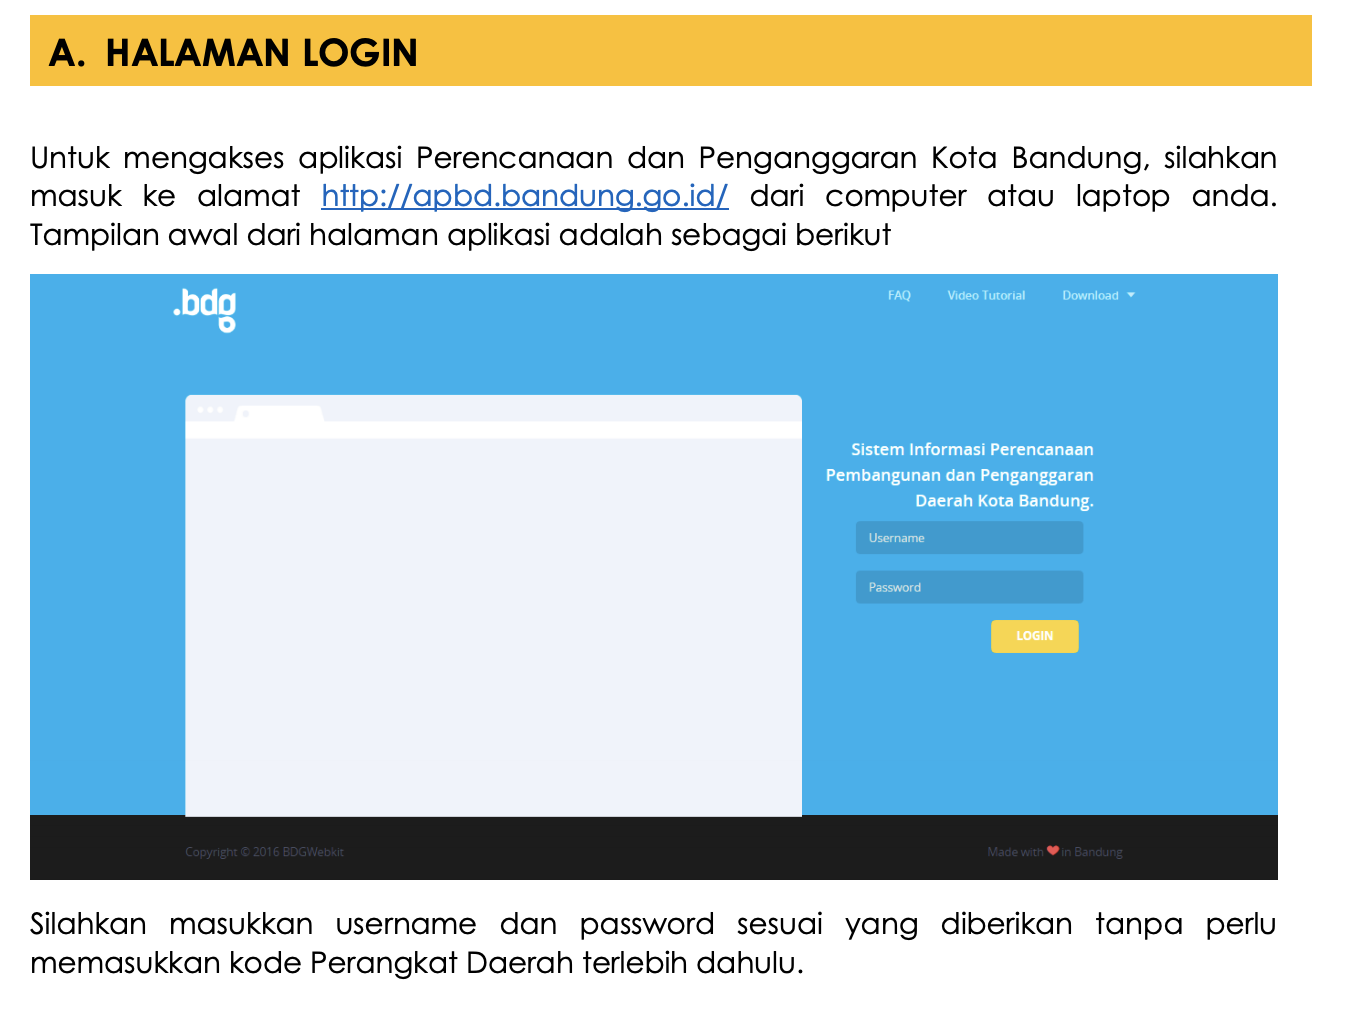 A. HALAMAN LOGIN
Untuk mengakses aplikasi Perencanaan dan Penganggaran Kota Bandung, silahkan
masuk ke alamat http://apbd.bandung.go.id/ dari computer atau laptop anda.
Tampilan awal dari halaman aplikasi adalah sebagai berikut
.bdg
FAQ Video Tutorial Download
Sistem Informasi Perencanaan
Pembangunan dan Penganggaran
Daerah Kota Bandung.
Username
Password
LOGIN
Copyright © 2016 BDGWebkit
Made with ❤ in Bandung
Silahkan masukkan username dan password sesuai yang diberikan tanpa perlu
memasukkan kode Perangkat Daerah terlebih dahulu.